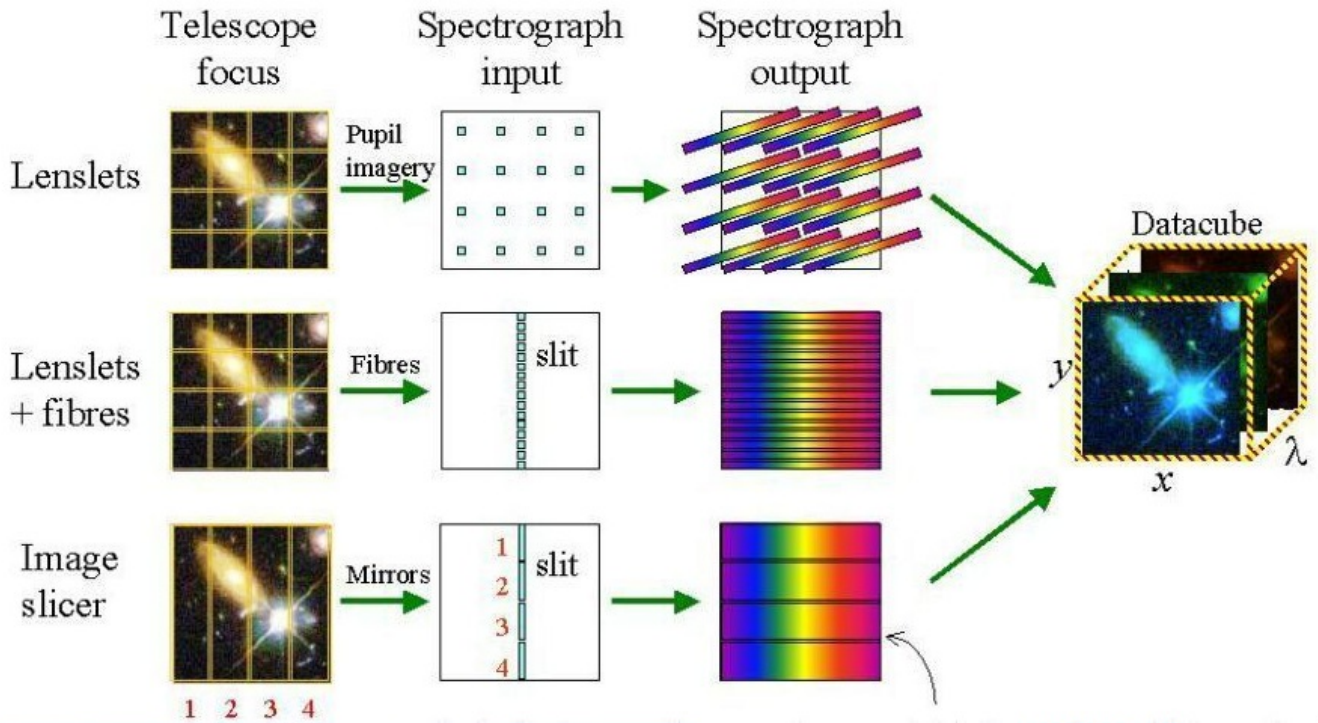 Telescope
focus
Spectrograph
input
Spectrograph
output
Lenslets
Pupil
imagery
Datacube
y
x
λ
Lenslets
+ fibres
Fibres
slit
Image
slicer
Mirrors
1
2
3
4
slit
1 2 3 4